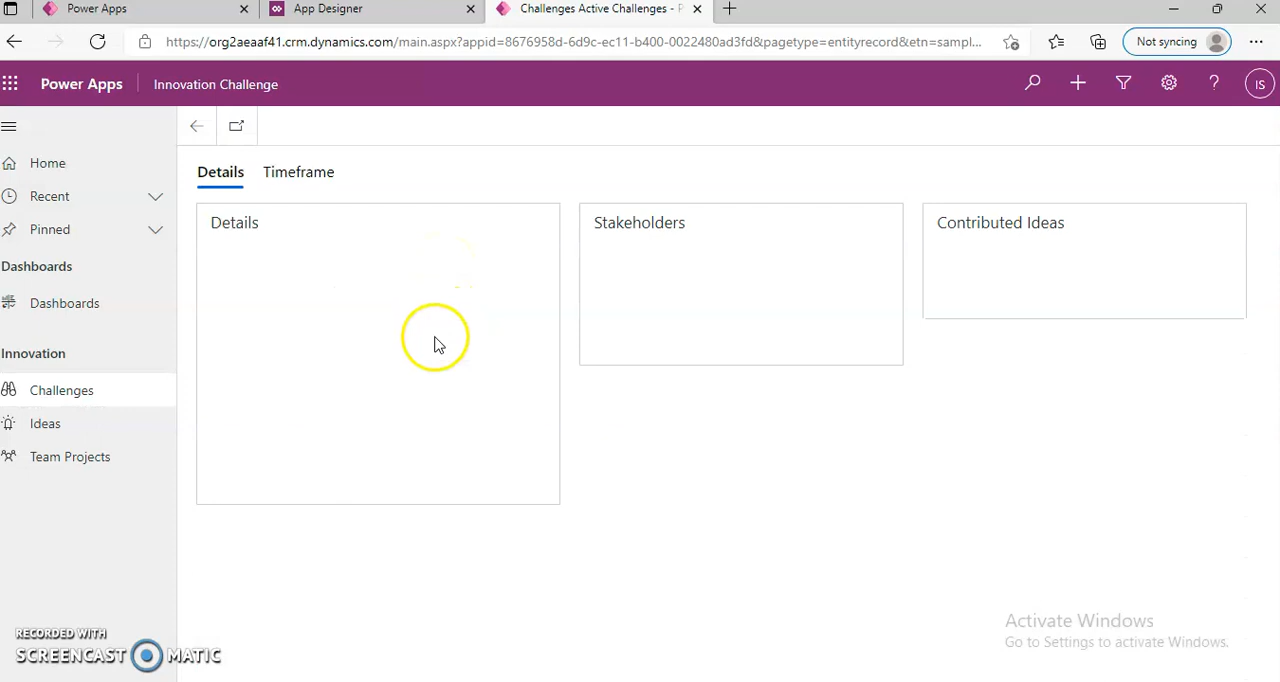 Power Apps
App Designer
Challenges Active Challenges - P
https://org2aeaaf41.crm.dynamics.com/main.aspx?appid=8676958d-6d9c-ec11-b400-0022480ad3fd&pagetype=entityrecord&etn=sampl...
Not syncing
Power Apps
Innovation Challenge
IS
Home
Recent
Pinned
Dashboards
Dashboards
Innovation
Challenges
Ideas
Team Projects
Details
Timeframe
Details
Stakeholders
Contributed Ideas
Activate Windows
Go to Settings to activate Windows.
RECORDED WITH
SCREENCAST MATIC